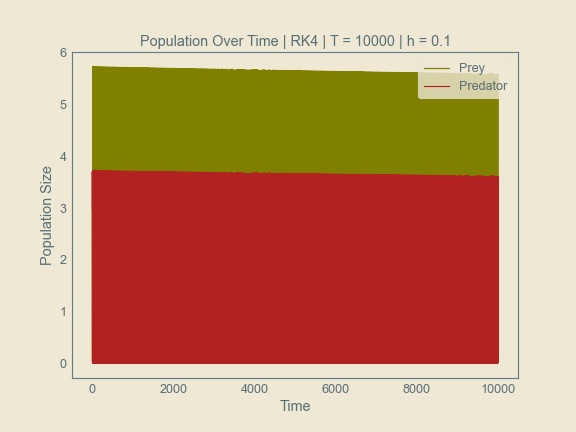 Population Over Time | RK4 | T = 10000 | h = 0.1
Population Size
6
5
4
3
2
1
0
Prey
Predator
0 2000 4000 6000 8000 10000
Time